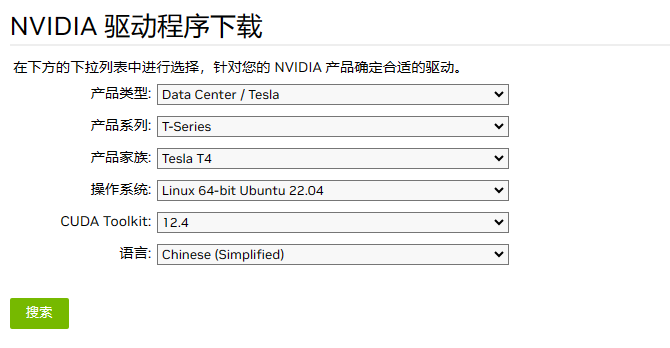 NVIDIA 驱动程序下载
在下方的下拉列表中进行选择，针对您的 NVIDIA 产品确定合适的驱动。
产品类型: Data Center / Tesla
产品系列: T-Series
产品家族: Tesla T4
操作系统: Linux 64-bit Ubuntu 22.04
CUDA Toolkit: 12.4
语言: Chinese (Simplified)
搜索